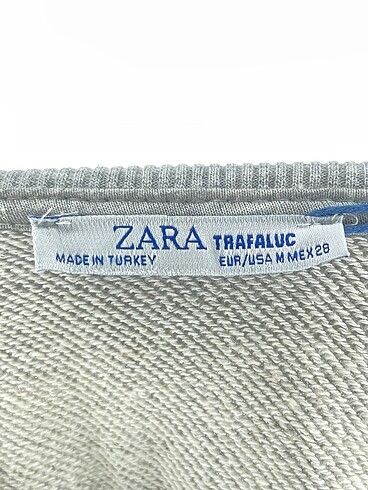 ZARA TRAFALUC
MADE IN TURKEY EUR/USA M MEX 28